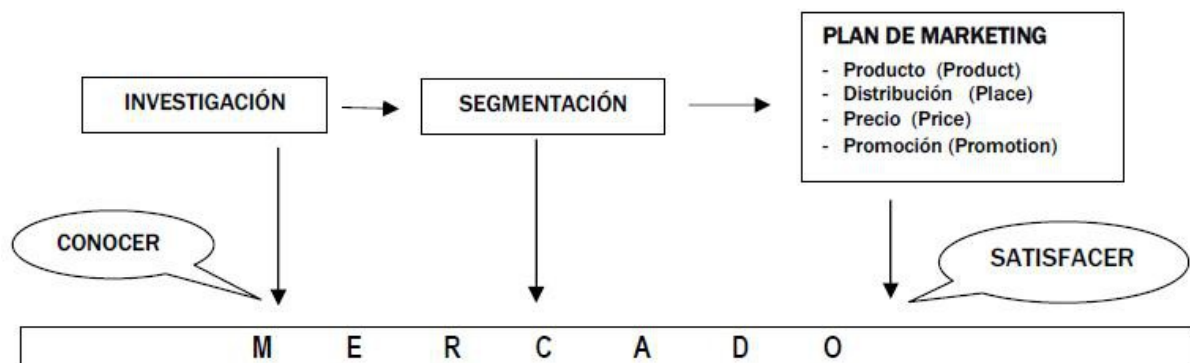 PLAN DE MARKETING
- Producto (Product)
- Distribución (Place)
- Precio (Price)
- Promoción (Promotion)
INVESTIGACIÓN
SEGMENTACIÓN
CONOCER
SATISFACER
M E R C A D O